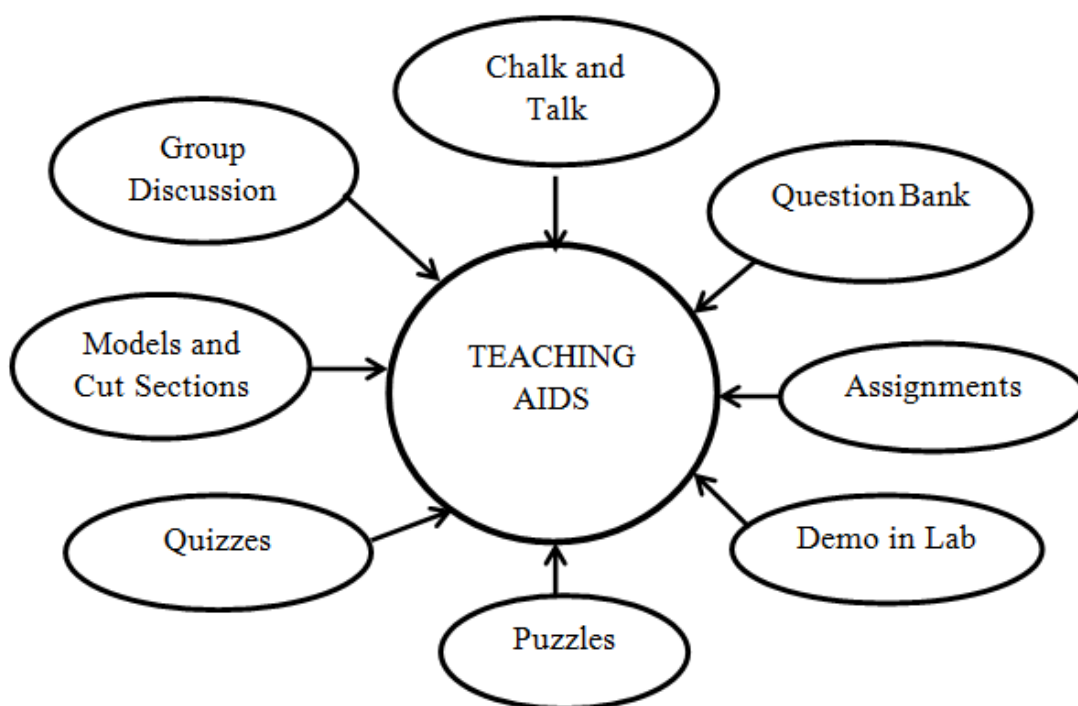 Chalk and
Talk
Group
Discussion
Question Bank
Models and
Cut Sections
TEACHING
AIDS
Assignments
Quizzes
Demo in Lab
Puzzles